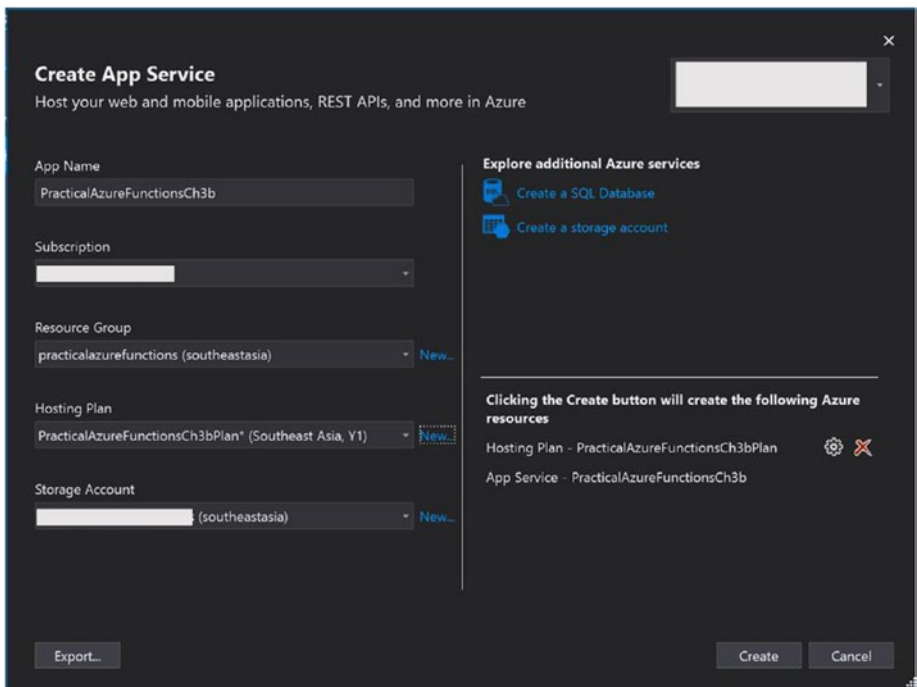 Create App Service
Host your web and mobile applications, REST APIs, and more in Azure
App Name
PracticalAzureFunctionsCh3b
Subscription
Resource Group
practicalazurefunctions (southeastasia)
New...
Hosting Plan
PracticalAzureFunctionsCh3bPlan* (Southeast Asia, Y1)
New...
Storage Account
(southeastasia)
New...
Explore additional Azure services
Create a SQL Database
Create a storage account
Clicking the Create button will create the following Azure
resources
Hosting Plan - PracticalAzureFunctionsCh3bPlan
App Service - PracticalAzureFunctionsCh3b
Export...
Create
Cancel